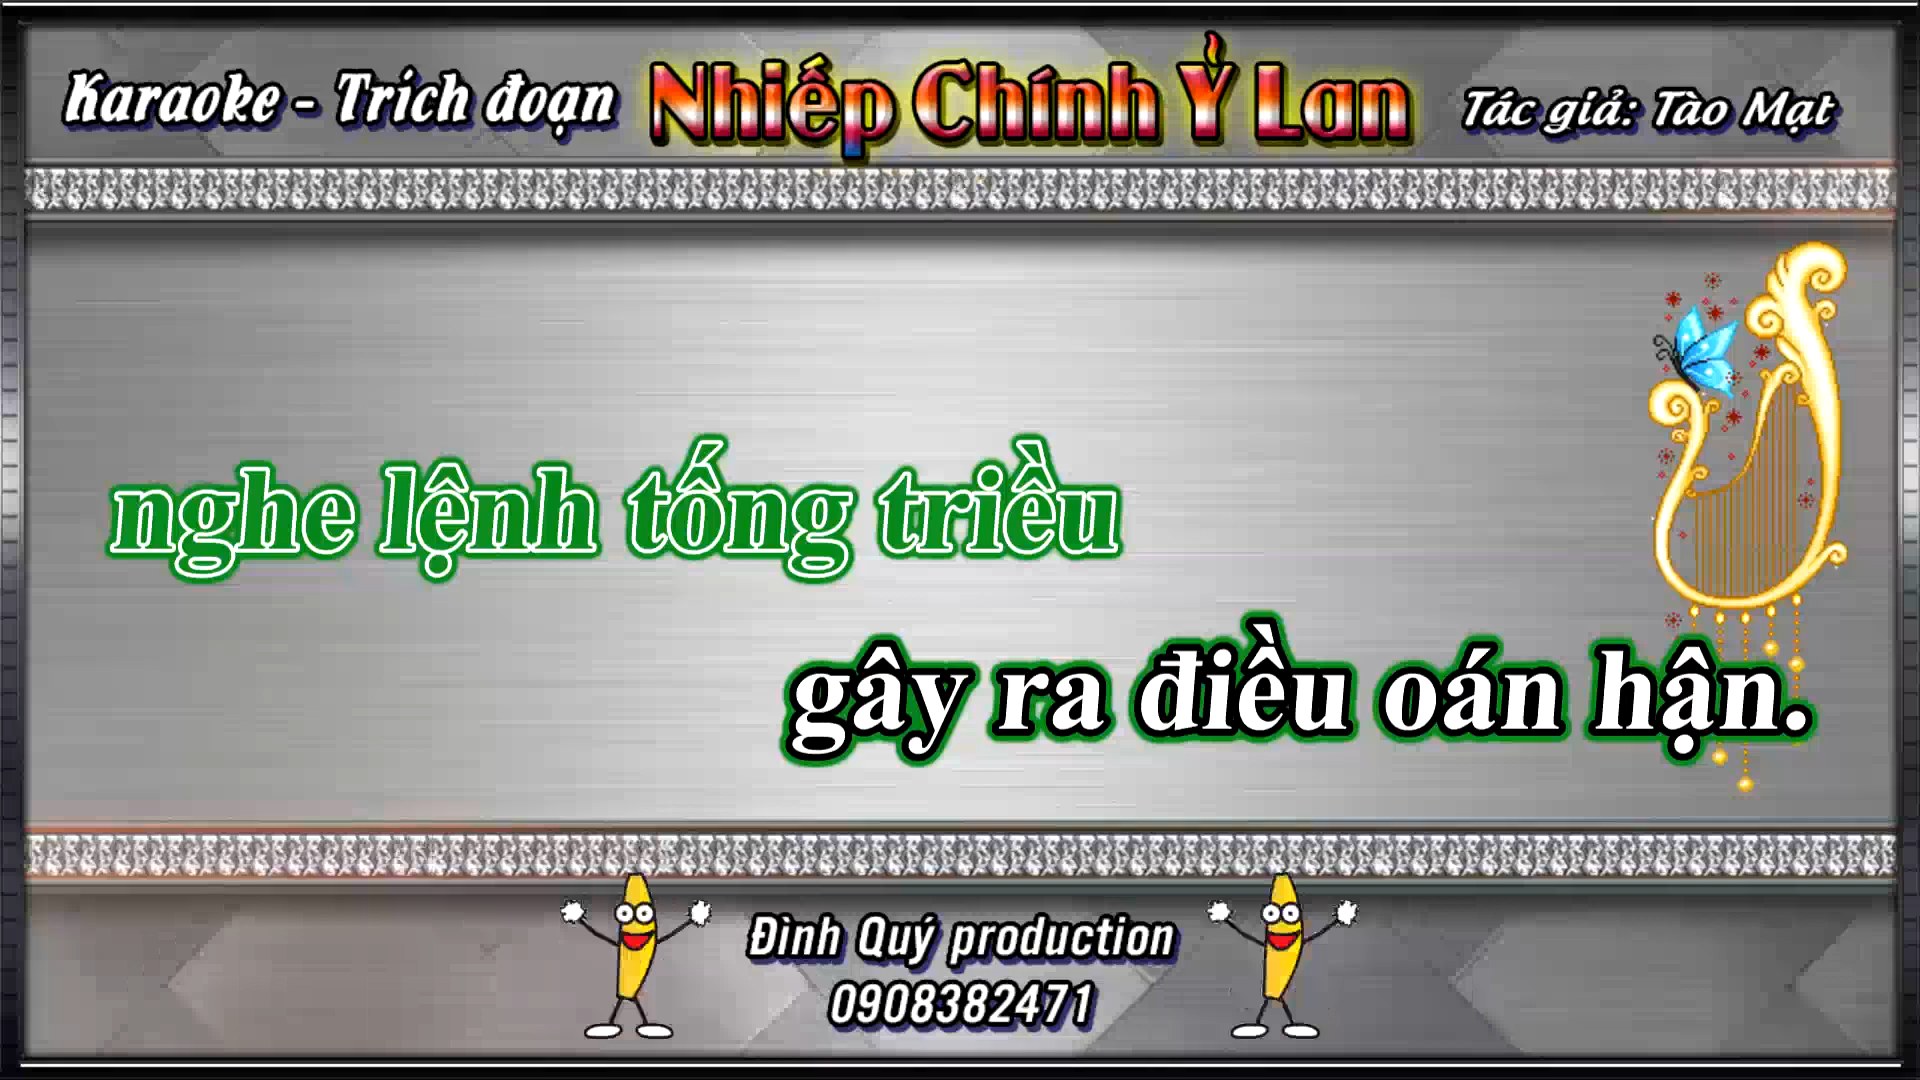 Karaoke - Trích đoạn Nhiếp Chính Ỷ Lan Tác giả: Tào Mạt
nghe lệnh tống triều
gây ra điều oán hận.
Đình Quý production
0908382471